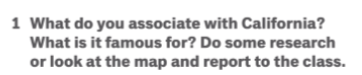 1 What do you associate with California?
What is it famous for? Do some research
or look at the map and report to the class.